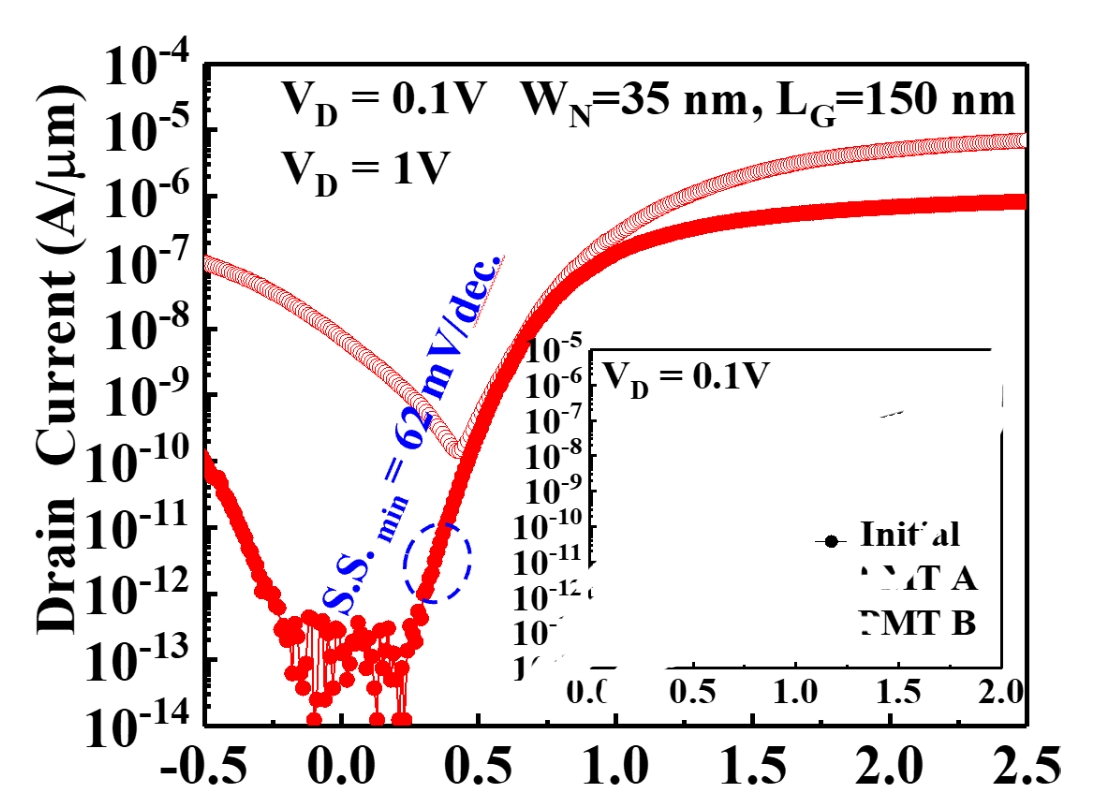 10-4
V_D = 0.1V W_N=35 nm, L_G=150 nm
10-5
V_D = 1V
10-6
10-7
10-8
10-9
10-10
10-11
10-12
10-13
10-14
Drain Current (A/μm)
S.S. min = 62 mV/dec.
-0.5 0.0 0.5 1.0 1.5 2.0 2.5
10-5
V_D = 0.1V
10-6
10-7
10-8
10-9
10-10
10-11
10-12
A
MT B
0.5 1.0 1.5 2.0